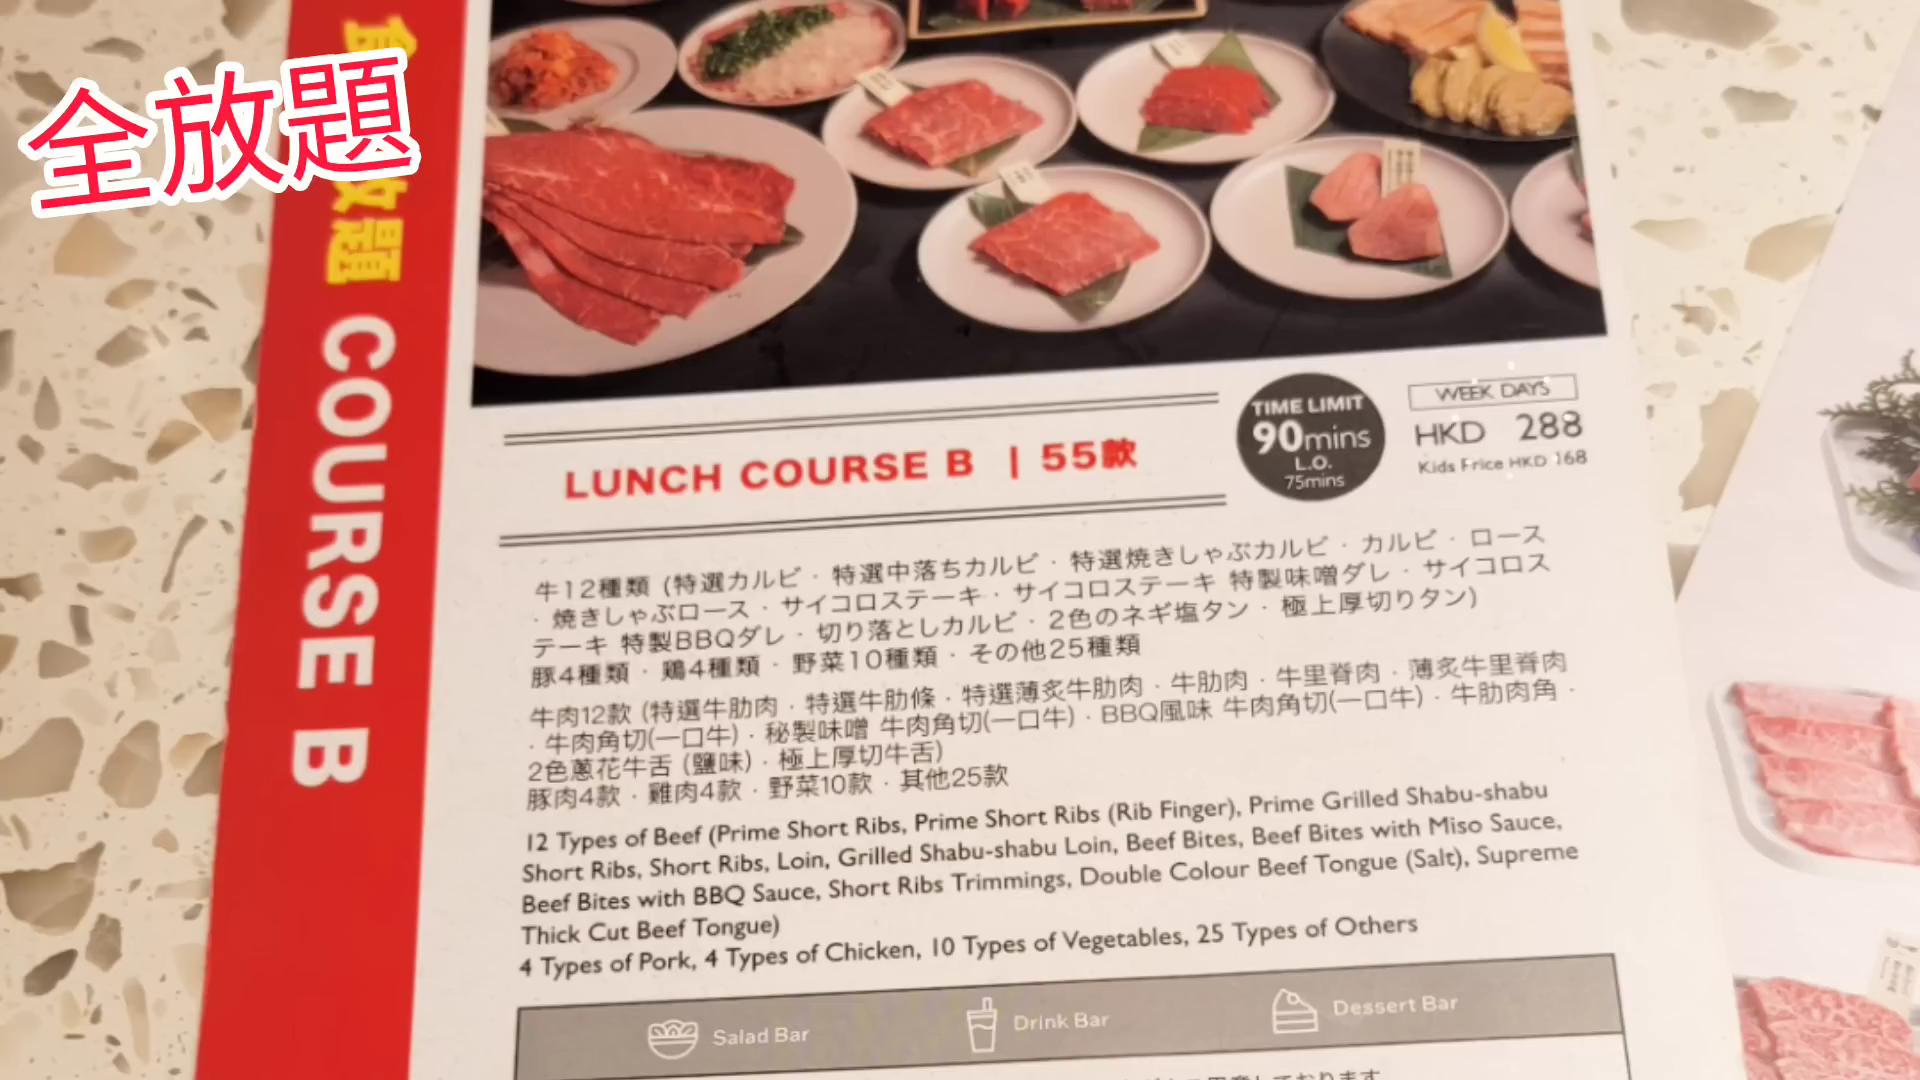 全放題
食放題 COURSE B
LUNCH COURSE B | 55款
TIME LIMIT
90mins
L.O.
75mins
WEEK DAYS
HKD 288
Kids Price HKD 168
牛12種類 (特選カルビ · 特選中落ちカルビ · 特選焼きしゃぶカルビ · カルビ · ロース
· 焼きしゃぶロース · サイコロステーキ · サイコロステーキ 特製味噌ダレ · サイコロス
テーキ 特製BBQダレ · 切り落としカルビ · 2色のネギ塩タン · 極上厚切りタン)
豚4種類 · 鶏4種類 · 野菜10種類 · その他25種類
牛肉12款 (特選牛肋肉 · 特選牛肋條 · 特選薄炙牛肋肉 · 牛肋肉 · 牛里脊肉 · 薄炙牛里脊肉
· 牛肉角切(一口牛) · 秘製味噌 牛肉角切(一口牛) · BBQ風味 牛肉角切(一口牛) · 牛肋肉角 ·
2色蔥花牛舌 (鹽味) · 極上厚切牛舌)
豚肉4款 · 雞肉4款 · 野菜10款 · 其他25款
12 Types of Beef (Prime Short Ribs, Prime Short Ribs (Rib Finger), Prime Grilled Shabu-shabu
Short Ribs, Short Ribs, Loin, Grilled Shabu-shabu Loin, Beef Bites, Beef Bites with Miso Sauce,
Beef Bites with BBQ Sauce, Short Ribs Trimmings, Double Colour Beef Tongue (Salt), Supreme
Thick Cut Beef Tongue)
4 Types of Pork, 4 Types of Chicken, 10 Types of Vegetables, 25 Types of Others
Salad Bar
Drink Bar
Dessert Bar